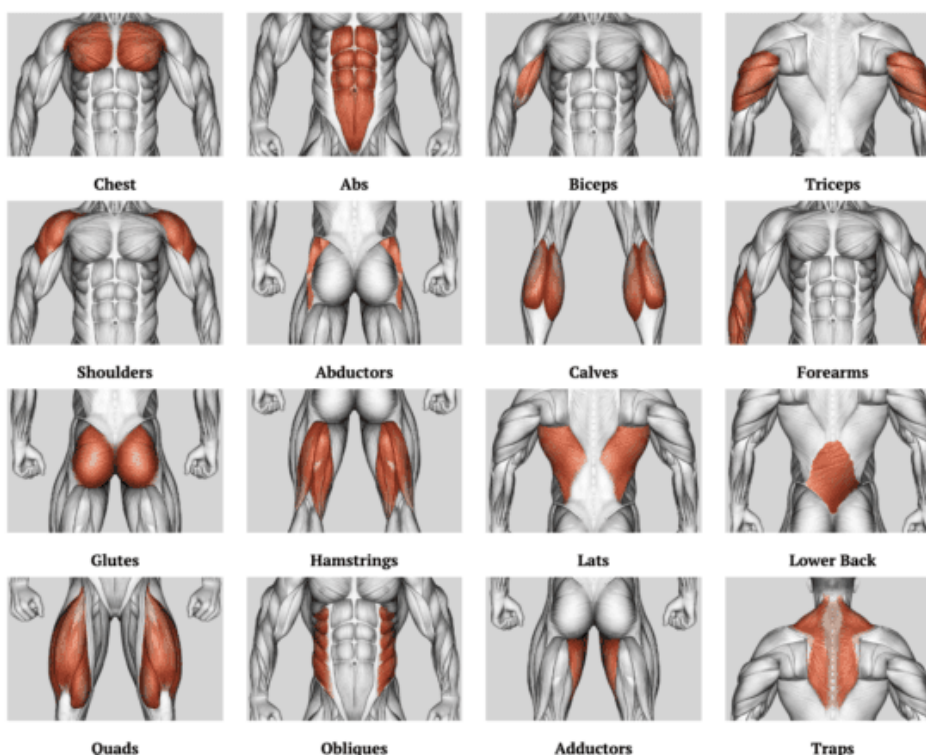 Chest
Abs
Biceps
Triceps
Shoulders
Abductors
Calves
Forearms
Glutes
Hamstrings
Lats
Lower Back
Quads
Obliques
Adductors
Traps